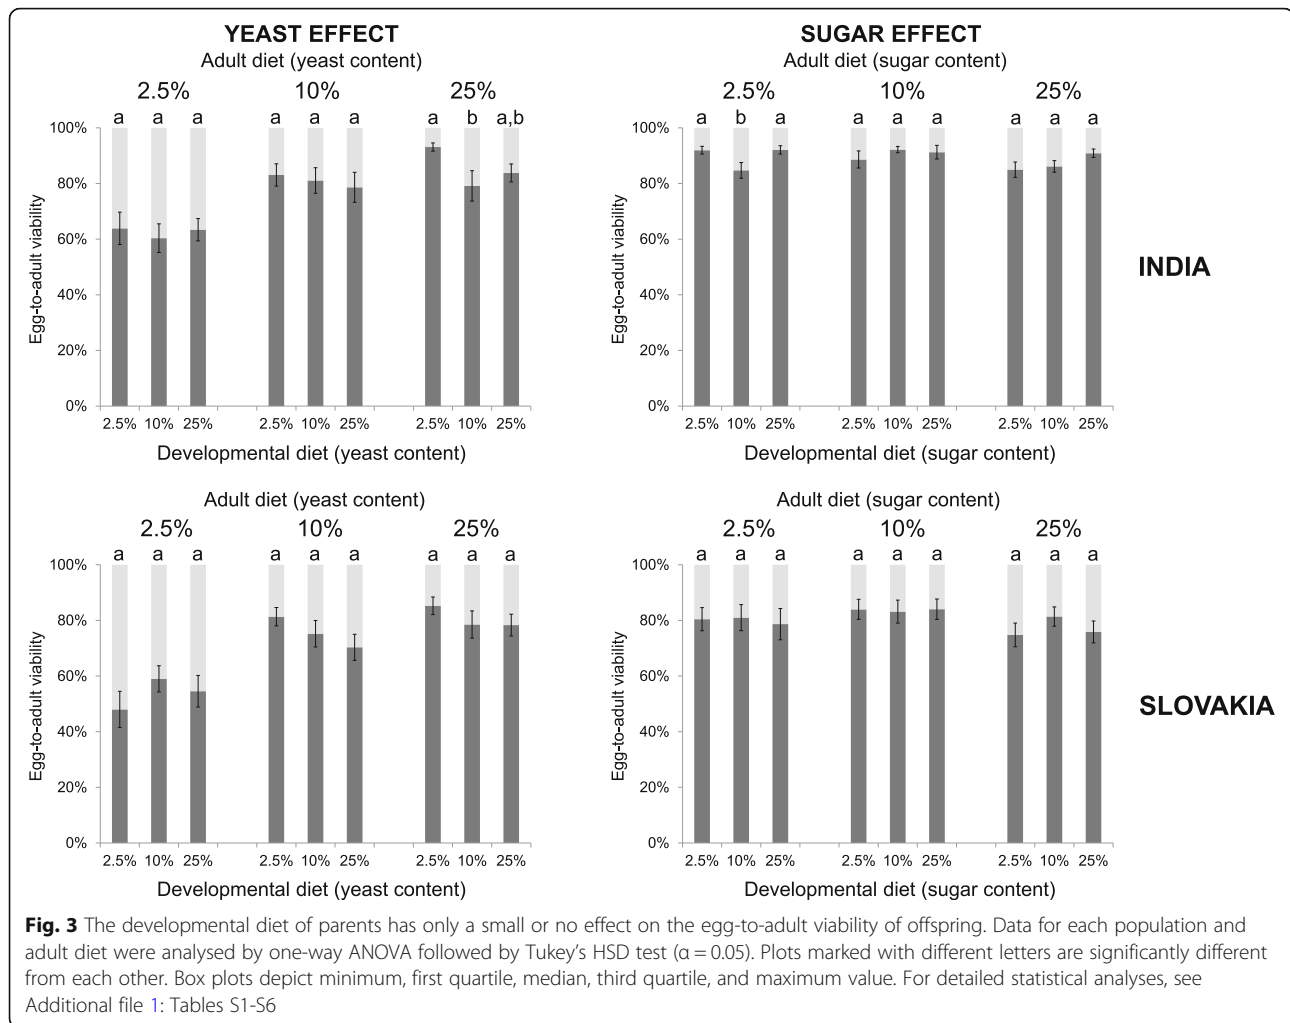 YEAST EFFECT
Adult diet (yeast content)
2.5% 10% 25%
a a a a a a a b a,b
100%
80%
60%
40%
20%
0%
Egg-to-adult viability
2.5% 10% 25% 2.5% 10% 25% 2.5% 10% 25%
Developmental diet (yeast content)
SUGAR EFFECT
Adult diet (sugar content)
2.5% 10% 25%
a b a a a a a a a
100%
80%
60%
40%
20%
0%
Egg-to-adult viability
2.5% 10% 25% 2.5% 10% 25% 2.5% 10% 25%
Developmental diet (sugar content)
INDIA
Adult diet (yeast content)
2.5% 10% 25%
a a a a a a a a a
100%
80%
60%
40%
20%
0%
Egg-to-adult viability
2.5% 10% 25% 2.5% 10% 25% 2.5% 10% 25%
Developmental diet (yeast content)
Adult diet (sugar content)
2.5% 10% 25%
a a a a a a a a a
100%
80%
60%
40%
20%
0%
Egg-to-adult viability
2.5% 10% 25% 2.5% 10% 25% 2.5% 10% 25%
Developmental diet (sugar content)
SLOVAKIA
Fig. 3 The developmental diet of parents has only a small or no effect on the egg-to-adult viability of offspring. Data for each population and
adult diet were analysed by one-way ANOVA followed by Tukey's HSD test (α = 0.05). Plots marked with different letters are significantly different
from each other. Box plots depict minimum, first quartile, median, third quartile, and maximum value. For detailed statistical analyses, see
Additional file 1: Tables S1-S6